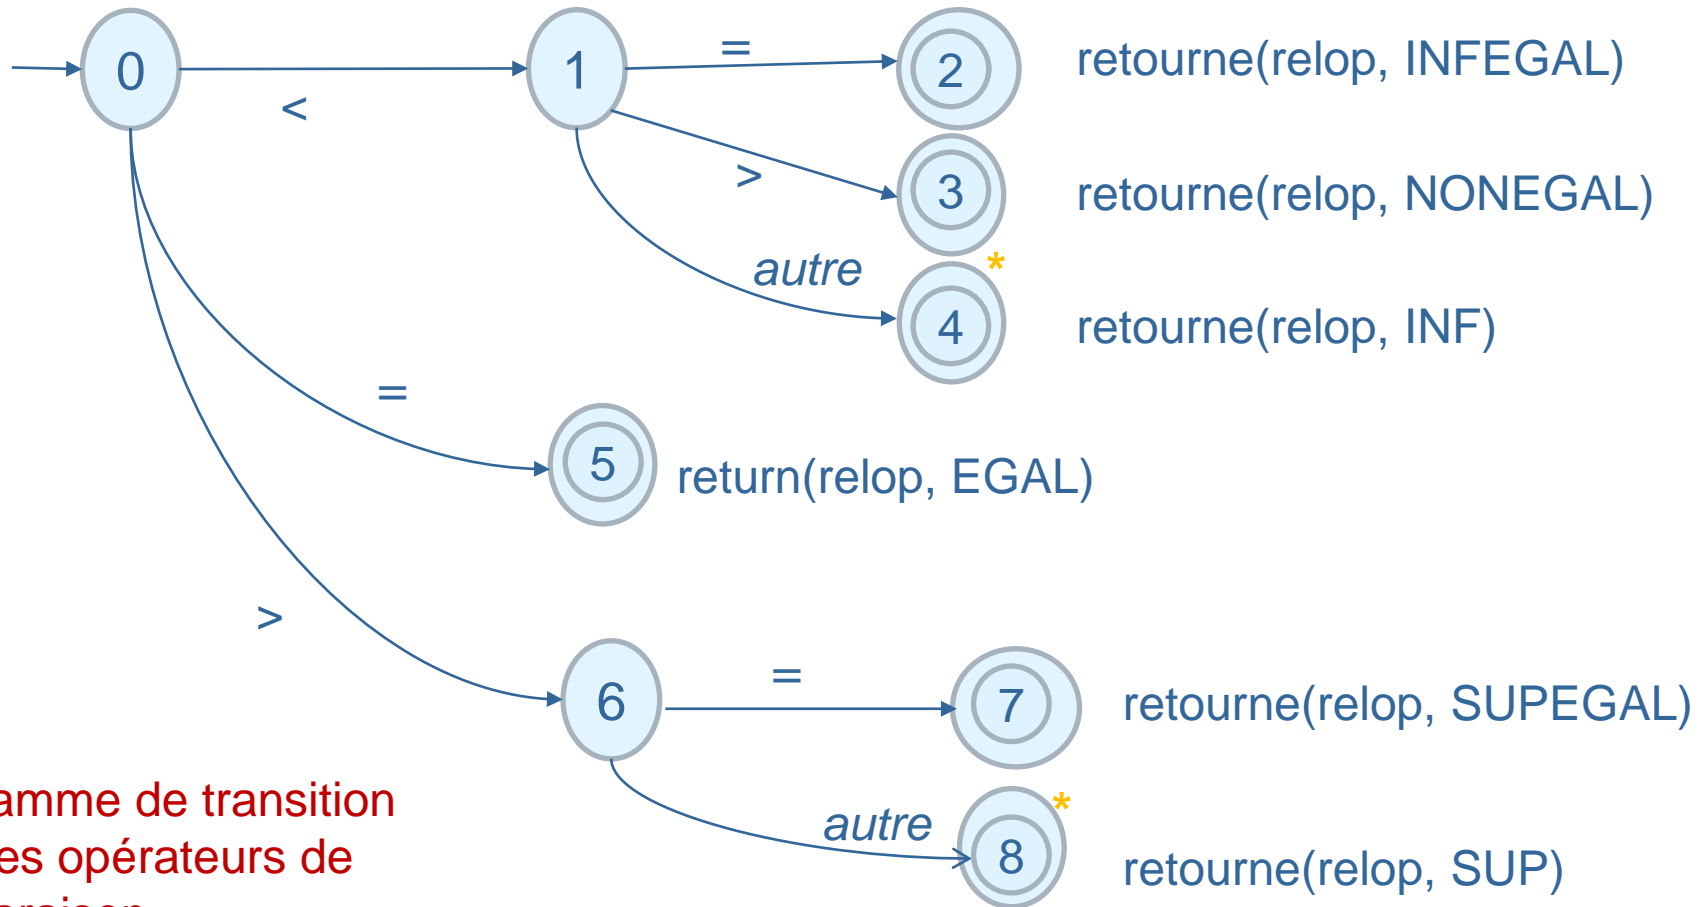 0
1
=
2
retourne(relop, INFEGAL)
<
>
3
retourne(relop, NONEGAL)
autre
*
4
retourne(relop, INF)
=
5
return(relop, EGAL)
>
6
=
7
retourne(relop, SUPEGAL)
amme de transition
autre
*
8
es opérateurs de
retourne(relop, SUP)